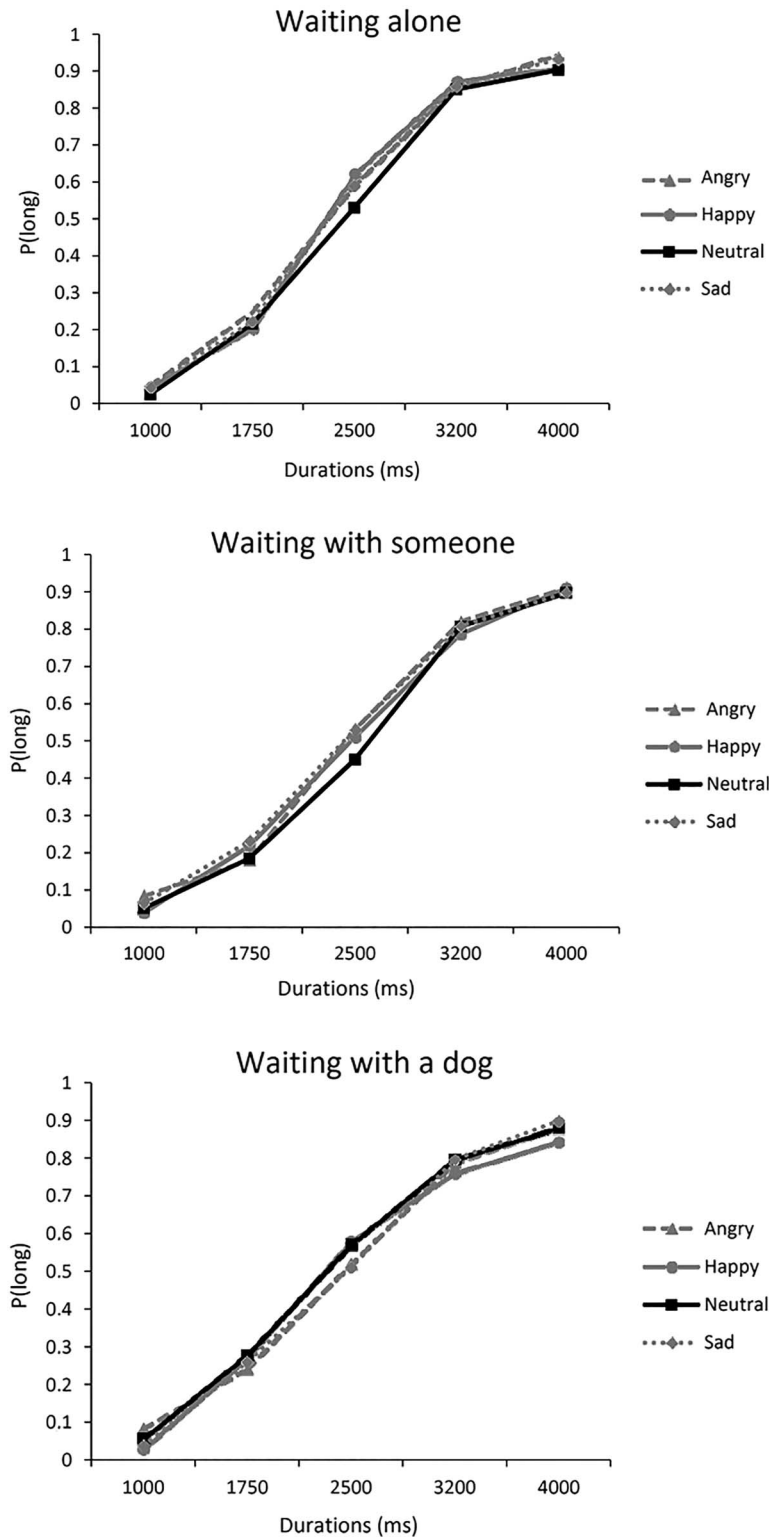 Waiting alone
1
0.9
0.8
0.7
0.6
0.5
0.4
0.3
0.2
0.1
0
P(long)
1000 1750 2500 3200 4000
Durations (ms)
Angry
Happy
Neutral
Sad
Waiting with someone
1
0.9
0.8
0.7
0.6
0.5
0.4
0.3
0.2
0.1
0
P(long)
1000 1750 2500 3200 4000
Durations (ms)
Angry
Happy
Neutral
Sad
Waiting with a dog
1
0.9
0.8
0.7
0.6
0.5
0.4
0.3
0.2
0.1
0
P(long)
1000 1750 2500 3200 4000
Durations (ms)
Angry
Happy
Neutral
Sad